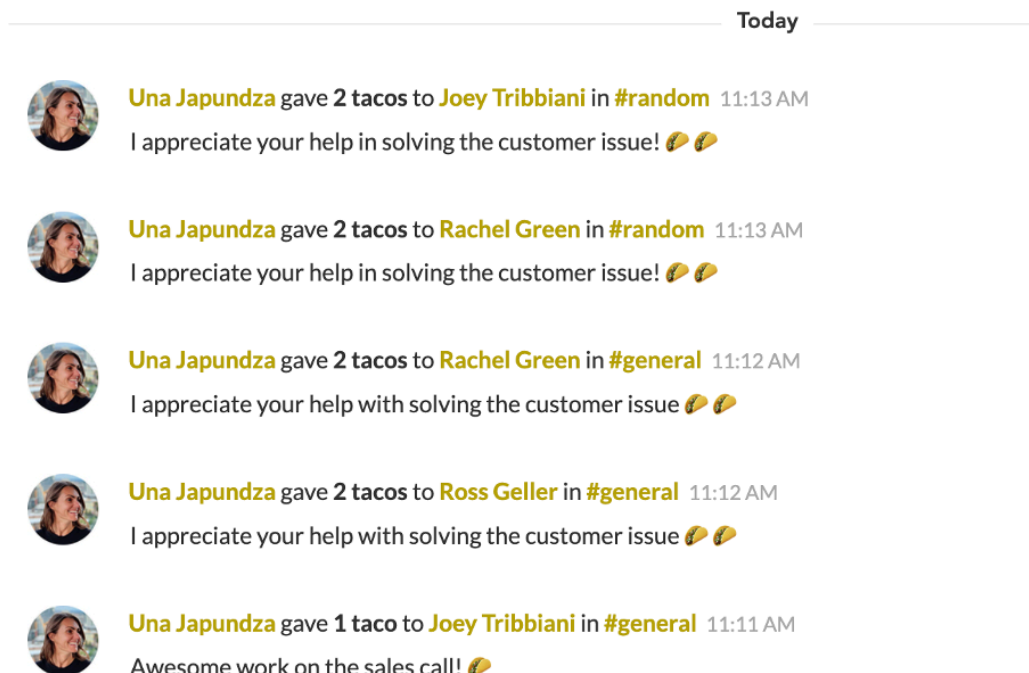 Today
Una Japundza gave 2 tacos to Joey Tribbiani in #random 11:13 AM
I appreciate your help in solving the customer issue! 🌮 🌮
Una Japundza gave 2 tacos to Rachel Green in #random 11:13 AM
I appreciate your help in solving the customer issue! 🌮 🌮
Una Japundza gave 2 tacos to Rachel Green in #general 11:12 AM
I appreciate your help with solving the customer issue 🌮 🌮
Una Japundza gave 2 tacos to Ross Geller in #general 11:12 AM
I appreciate your help with solving the customer issue 🌮 🌮
Una Japundza gave 1 taco to Joey Tribbiani in #general 11:11 AM
Awesome work on the sales call! 🌮